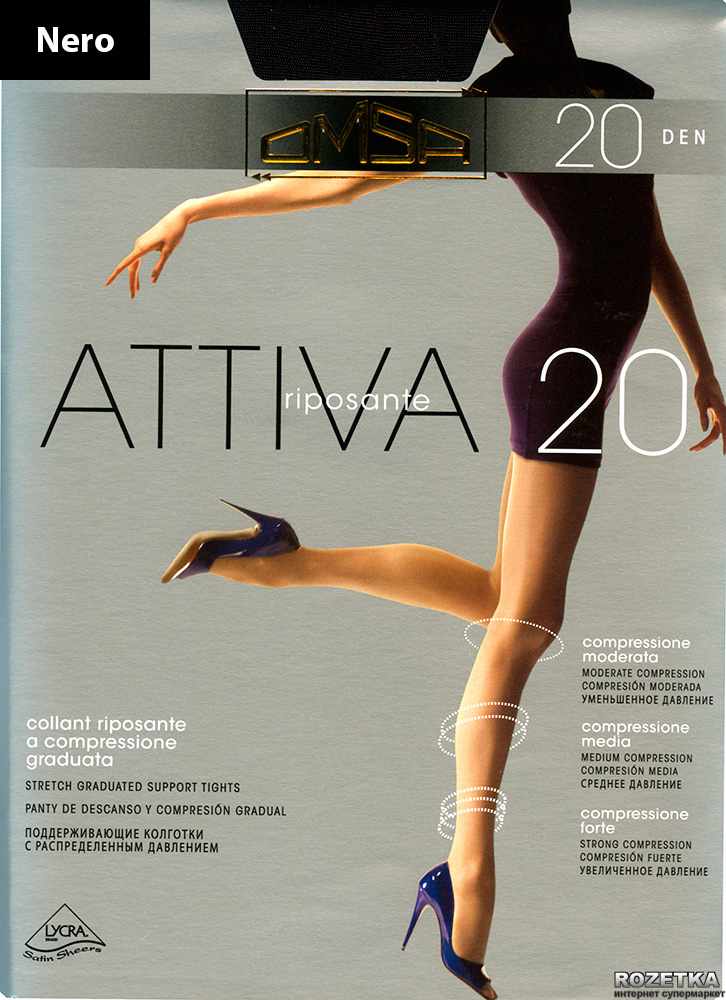 Nero
OMSA
20 DEN
ATTIVA 20
riposante
compressione
moderata
MODERATE COMPRESSION
COMPRESIÓN MODERADA
УМЕНЬШЕННОЕ ДАВЛЕНИЕ
compressione
media
MEDIUM COMPRESSION
COMPRESIÓN MEDIA
СРЕДНЕЕ ДАВЛЕНИЕ
compressione
forte
STRONG COMPRESSION
COMPRESIÓN FUERTE
УВЕЛИЧЕННОЕ ДАВЛЕНИЕ
collant riposante
a compressione
graduata
STRETCH GRADUATED SUPPORT TIGHTS
PANTY DE DESCANSO Y COMPRESIÓN GRADUAL
ПОДДЕРЖИВАЮЩИЕ КОЛГОТКИ
С РАСПРЕДЕЛЕННЫМ ДАВЛЕНИЕМ
LYCRA.
BRAND
Satin Sheers
ROZETKA
интернет супермаркет